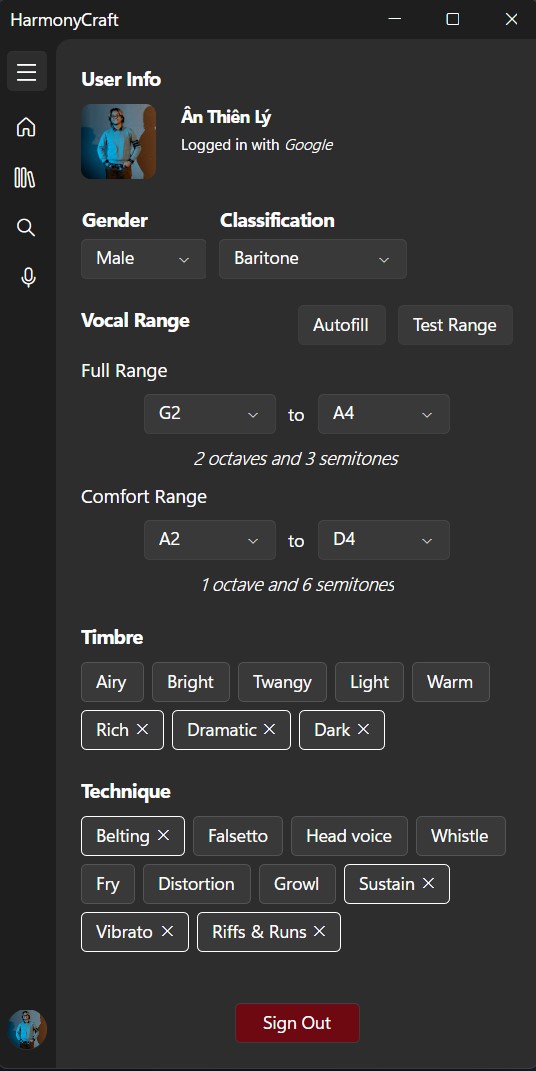 HarmonyCraft
User Info
Ân Thiên Lý
Logged in with Google
Gender Classification
Male Baritone
Vocal Range Autofill Test Range
Full Range
G2 to A4
2 octaves and 3 semitones
Comfort Range
A2 to D4
1 octave and 6 semitones
Timbre
Airy Bright Twangy Light Warm
Rich Dramatic Dark
Technique
Belting Falsetto Head voice Whistle
Fry Distortion Growl Sustain
Vibrato Riffs & Runs
Sign Out